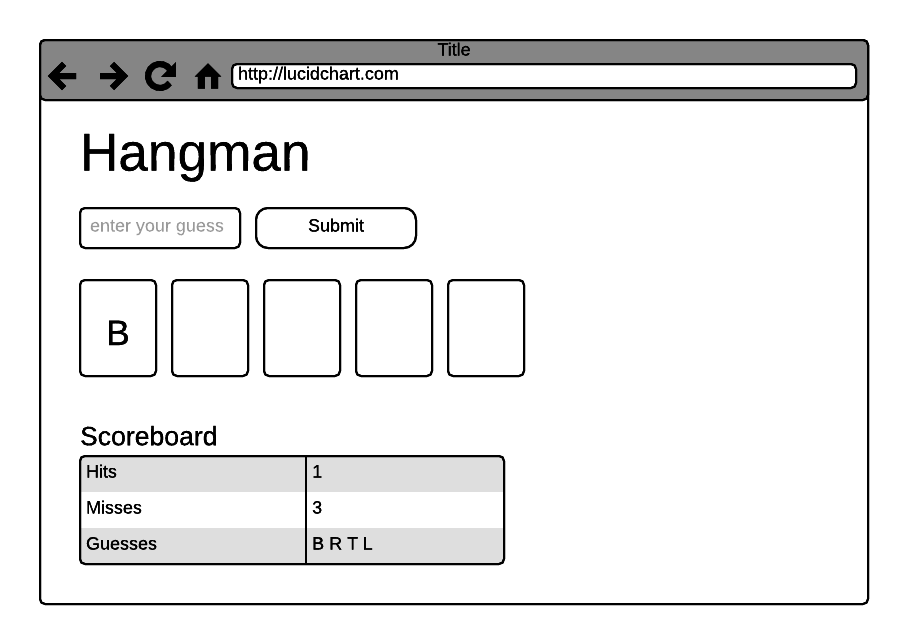 Title
http://lucidchart.com
Hangman
enter your guess
Submit
B
Scoreboard
Hits 1
Misses 3
Guesses B R T L